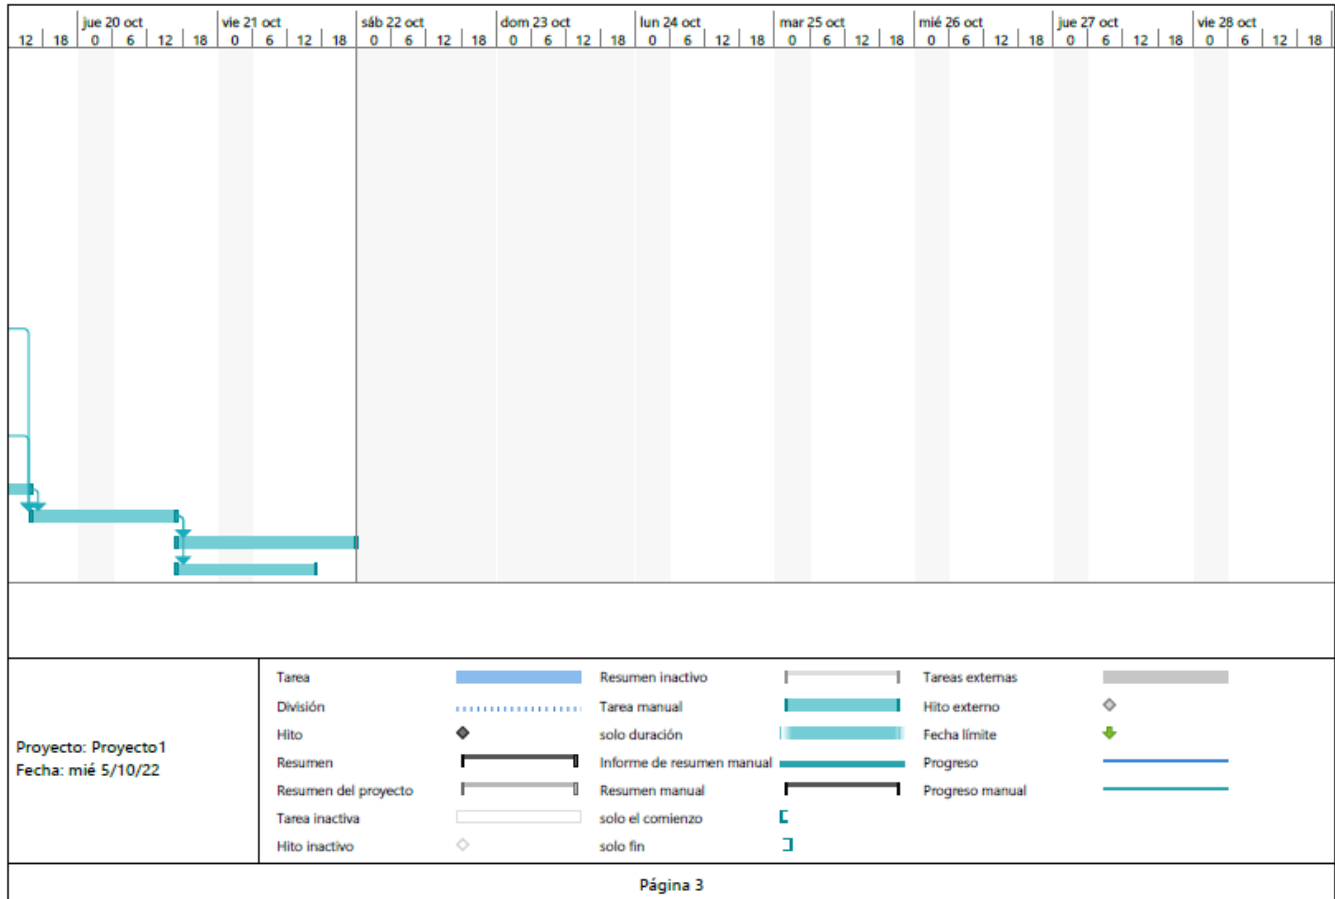 jue 20 oct vie 21 oct sáb 22 oct dom 23 oct lun 24 oct mar 25 oct mié 26 oct jue 27 oct vie 28 oct
12 18 0 6 12 18 0 6 12 18 0 6 12 18 0 6 12 18 0 6 12 18 0 6 12 18 0 6 12 18 0 6 12 18 0 6 12 18
Tarea Resumen inactivo Tareas externas
División Tarea manual Hito externo
Hito solo duración Fecha límite
Proyecto: Proyecto1
Fecha: mié 5/10/22
Resumen Informe de resumen manual Progreso
Resumen del proyecto Resumen manual Progreso manual
Tarea inactiva solo el comienzo
Hito inactivo solo fin
Página 3